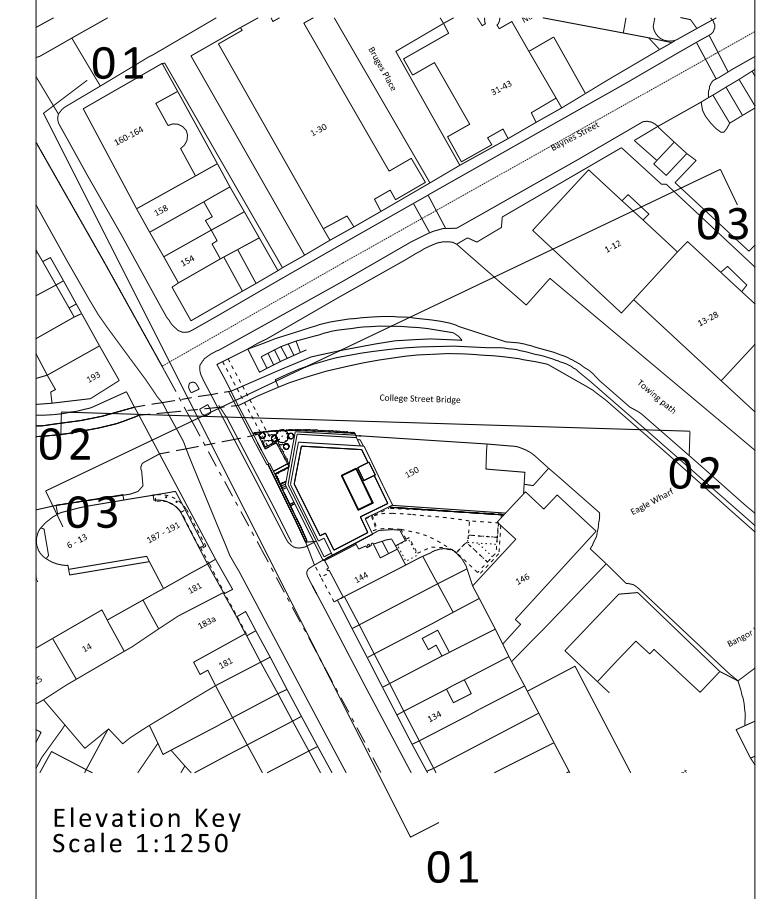 01
Bruges Place
160-164
1-30
31-43
Baynes Street
158
03
1-12
154
13-28
193
Towing path
College Street Bridge
02
150
02
Eagle Wharf
03
6 - 13
187 - 191
144
146
181
183a
Bangor
14
181
134
Elevation Key
Scale 1:1250
01